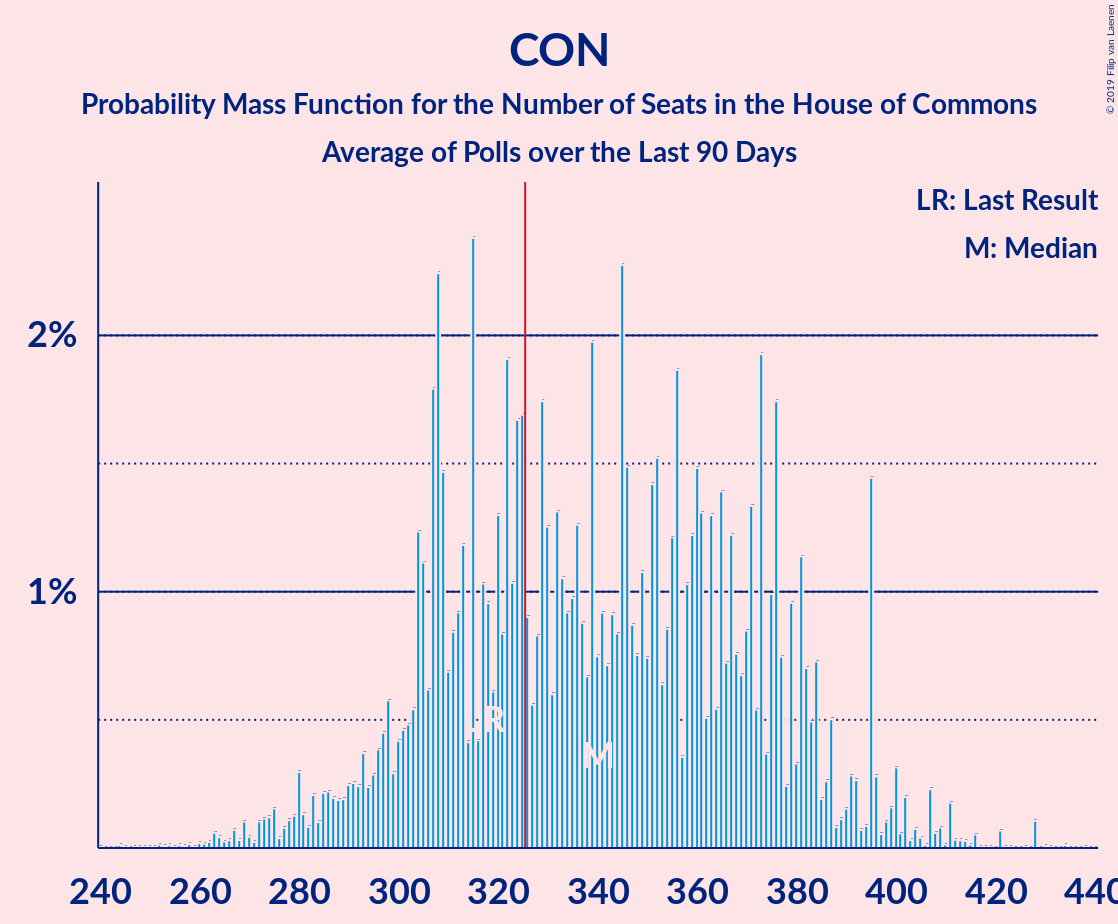 CON
Probability Mass Function for the Number of Seats in the House of Commons
Average of Polls over the Last 90 Days
© 2019 Filip van Laenen
LR: Last Result
M: Median
2%
1%
LR
M
240 260 280 300 320 340 360 380 400 420 440